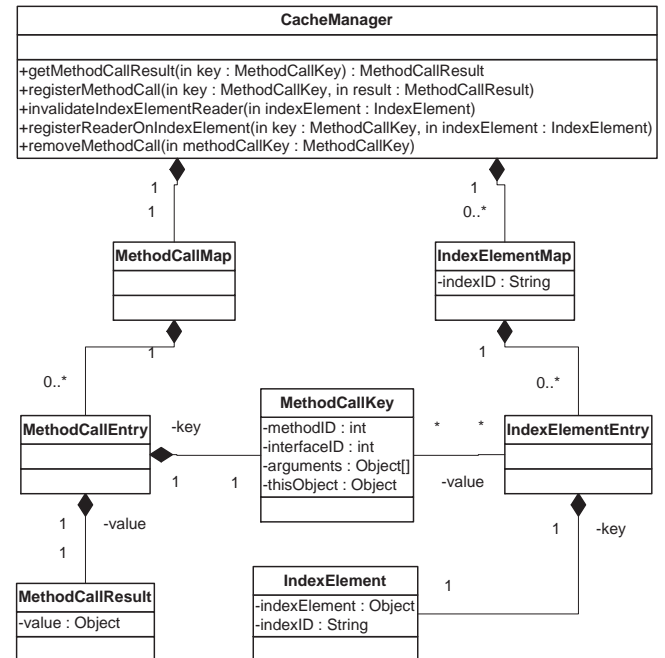 CacheManager
+getMethodCallResult(in key : MethodCallKey) : MethodCallResult
+registerMethodCall(in key : MethodCallKey, in result : MethodCallResult)
+invalidateIndexElementReader(in indexElement : IndexElement)
+registerReaderOnIndexElement(in key : MethodCallKey, in indexElement : IndexElement)
+removeMethodCall(in methodCallKey : MethodCallKey)
1
1
1
0..*
MethodCallMap
IndexElementMap
-indexID : String
1
0..*
1
0..*
MethodCallEntry
-key
1
1
MethodCallKey
-methodID : int
-interfaceID : int
-arguments : Object[]
-thisObject : Object
*
*
-value
IndexElementEntry
1
-value
1
1
-key
1
MethodCallResult
-value : Object
IndexElement
-indexElement : Object
-indexID : String